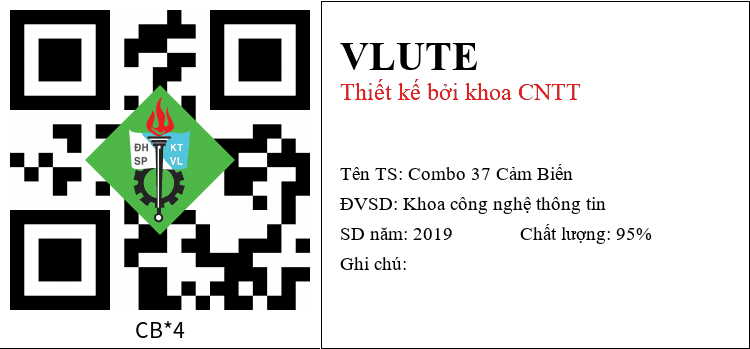 ĐH KT
SP VL
CB*4
VLUTE
Thiết kế bởi khoa CNTT
Tên TS: Combo 37 Cảm Biến
ĐVSD: Khoa công nghệ thông tin
SD năm: 2019 Chất lượng: 95%
Ghi chú: